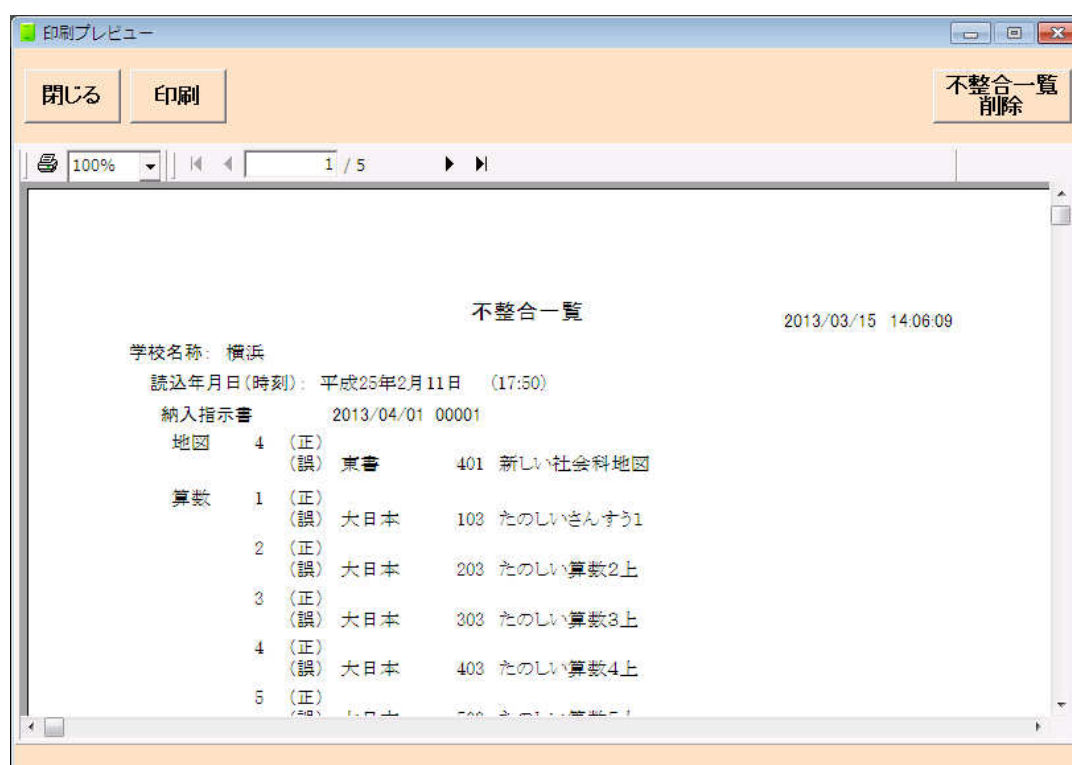 印刷プレビュー
閉じる 印刷 不整合一覧
削除
100% 1 / 5
不整合一覧
2013/03/15 14:06:09
学校名称: 横浜
読込年月日(時刻): 平成25年2月11日 (17:50)
納入指示書 2013/04/01 00001
地図 4 (正)
(誤) 東書 401 新しい社会科地図
算数 1 (正)
(誤) 大日本 103 たのしいさんすう1
2 (正)
(誤) 大日本 203 たのしい算数2上
3 (正)
(誤) 大日本 303 たのしい算数3上
4 (正)
(誤) 大日本 403 たのしい算数4上
5 (正)